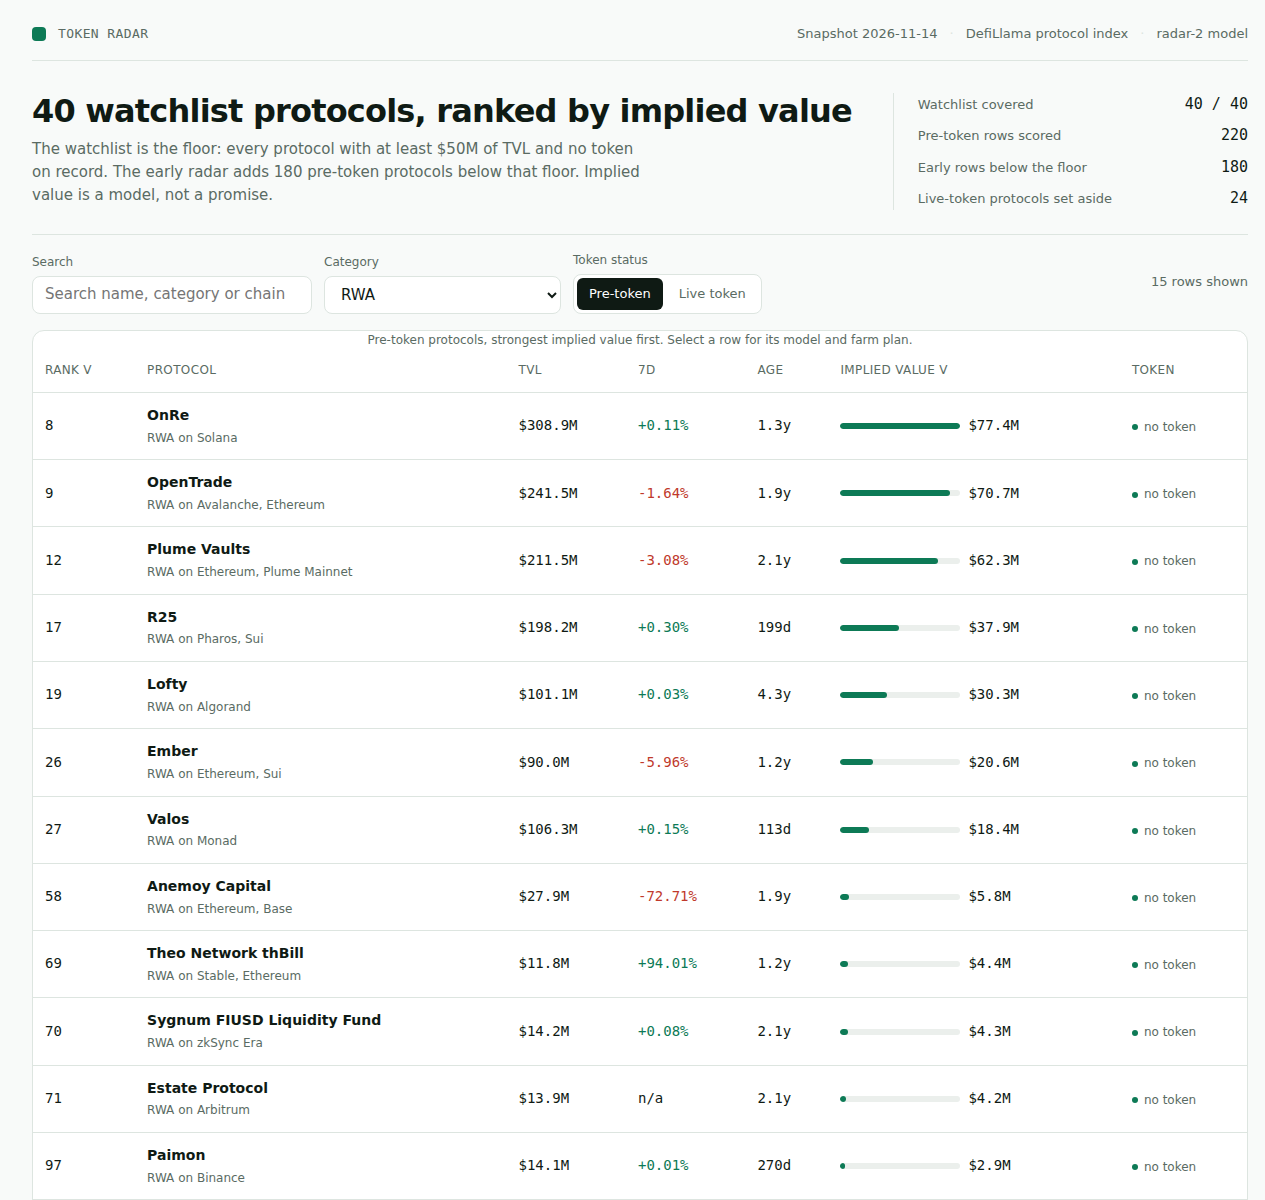 TOKEN RADAR
Snapshot 2026-11-14 · DefiLlama protocol index · radar-2 model
40 watchlist protocols, ranked by implied value
The watchlist is the floor: every protocol with at least $50M of TVL and no token
on record. The early radar adds 180 pre-token protocols below that floor. Implied
value is a model, not a promise.
Watchlist covered 40 / 40
Pre-token rows scored 220
Early rows below the floor 180
Live-token protocols set aside 24
Search
Search name, category or chain
Category
RWA
Token status
Pre-token Live token
15 rows shown
Pre-token protocols, strongest implied value first. Select a row for its model and farm plan.
RANK V PROTOCOL TVL 7D AGE IMPLIED VALUE V TOKEN
8 OnRe $308.9M +0.11% 1.3y $77.4M no token
RWA on Solana
9 OpenTrade $241.5M -1.64% 1.9y $70.7M no token
RWA on Avalanche, Ethereum
12 Plume Vaults $211.5M -3.08% 2.1y $62.3M no token
RWA on Ethereum, Plume Mainnet
17 R25 $198.2M +0.30% 199d $37.9M no token
RWA on Pharos, Sui
19 Lofty $101.1M +0.03% 4.3y $30.3M no token
RWA on Algorand
26 Ember $90.0M -5.96% 1.2y $20.6M no token
RWA on Ethereum, Sui
27 Valos $106.3M +0.15% 113d $18.4M no token
RWA on Monad
58 Anemoy Capital $27.9M -72.71% 1.9y $5.8M no token
RWA on Ethereum, Base
69 Theo Network thBill $11.8M +94.01% 1.2y $4.4M no token
RWA on Stable, Ethereum
70 Sygnum FIUSD Liquidity Fund $14.2M +0.08% 2.1y $4.3M no token
RWA on zkSync Era
71 Estate Protocol $13.9M n/a 2.1y $4.2M no token
RWA on Arbitrum
97 Paimon $14.1M +0.01% 270d $2.9M no token
RWA on Binance